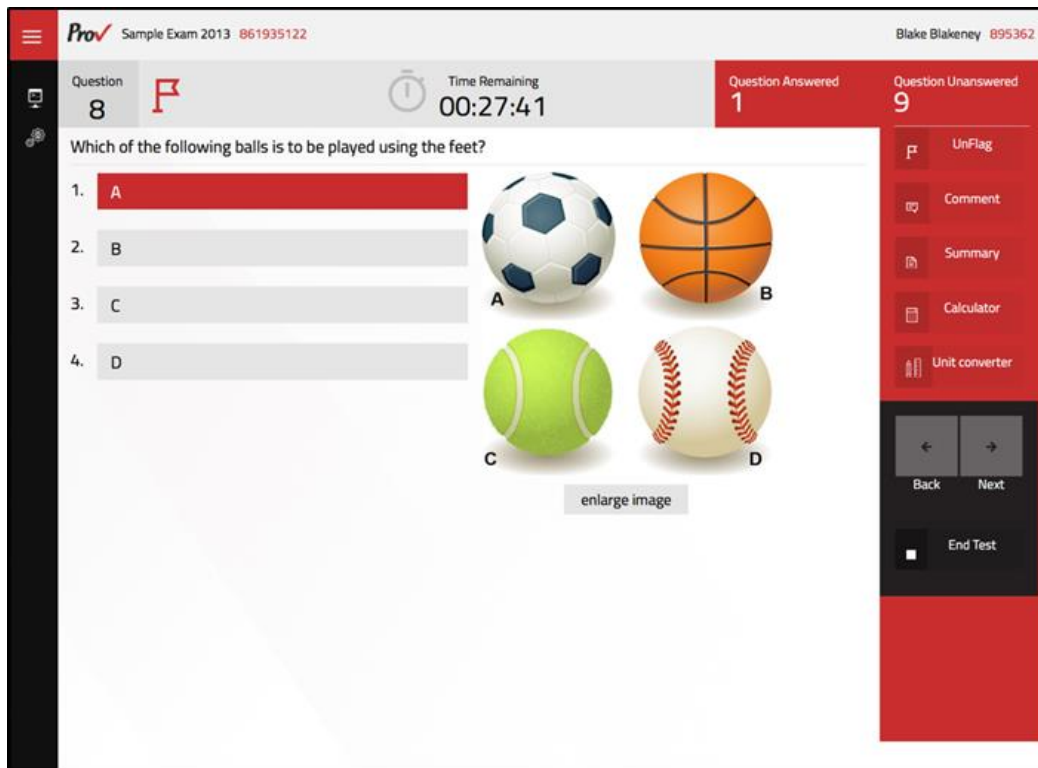 Prov Sample Exam 2013 861935122 Blake Blakeney 895362
Question
8
Time Remaining
00:27:41
Question Answered
1
Question Unanswered
9
Which of the following balls is to be played using the feet?
1. A
2. B
3. C
4. D
A
B
C
D
enlarge image
UnFlag
Comment
Summary
Calculator
Unit converter
Back Next
End Test